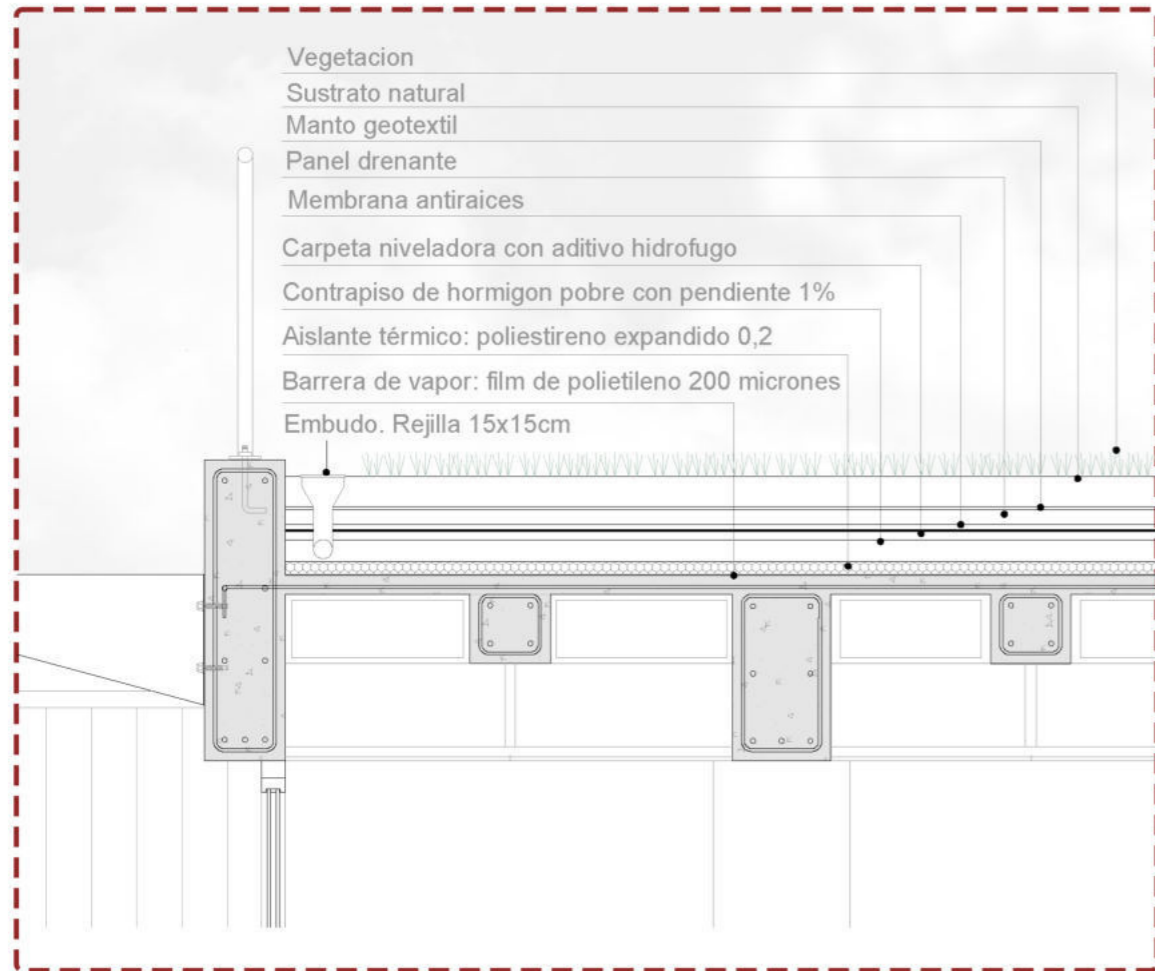 Vegetacion
Sustrato natural
Manto geotextil
Panel drenante
Membrana antiraices
Carpeta niveladora con aditivo hidrofugo
Contrapiso de hormigon pobre con pendiente 1%
Aislante térmico: poliestireno expandido 0,2
Barrera de vapor: film de polietileno 200 micrones
Embudo. Rejilla 15x15cm